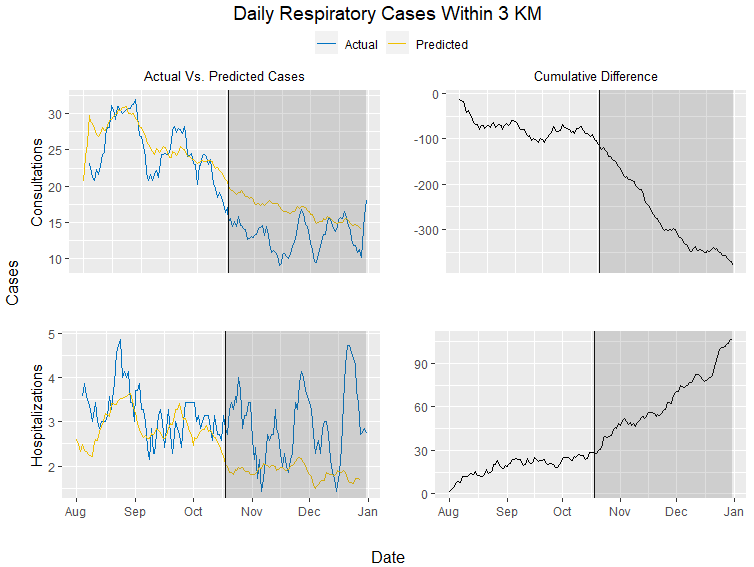 Daily Respiratory Cases Within 3 KM
Actual Predicted
Actual Vs. Predicted Cases
Cumulative Difference
Cases
Consultations
30
25
20
15
10
0
-100
-200
-300
Hospitalizations
5
4
3
2
90
60
30
0
Aug Sep Oct Nov Dec Jan
Aug Sep Oct Nov Dec Jan
Date